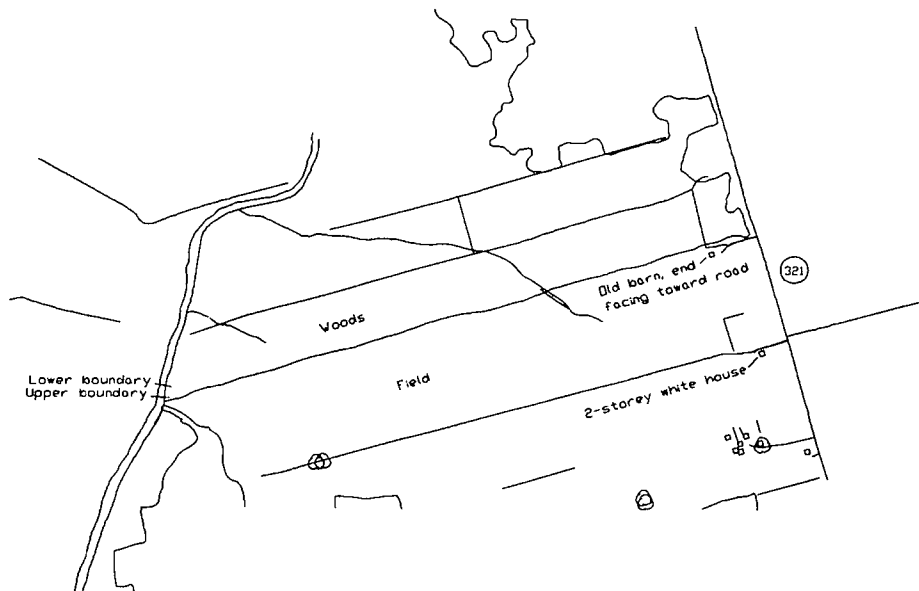 321
Old barn, end
facing toward road
Woods
Lower boundary
Upper boundary
Field
2-storey white house